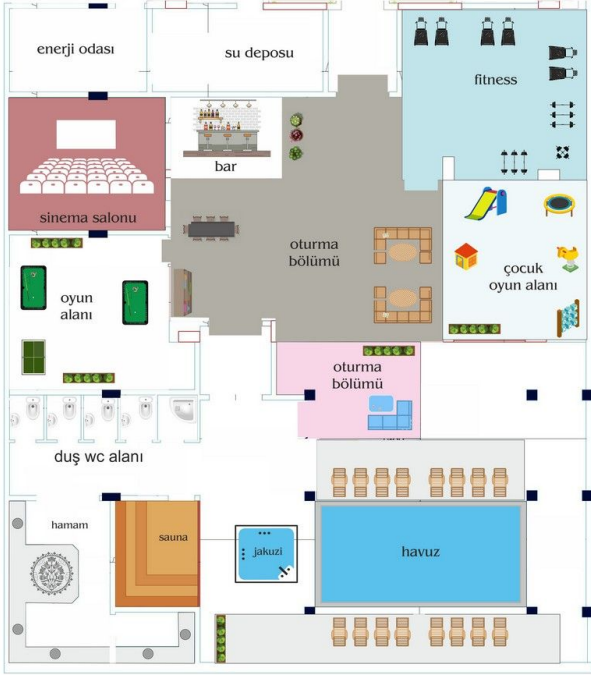 enerji odası
su deposu
fitness
bar
sinema salonu
oturma
bölümü
çocuk
oyun alanı
oyun
alanı
oturma
bölümü
duş wc alanı
hamam
sauna
jakuzi
havuz